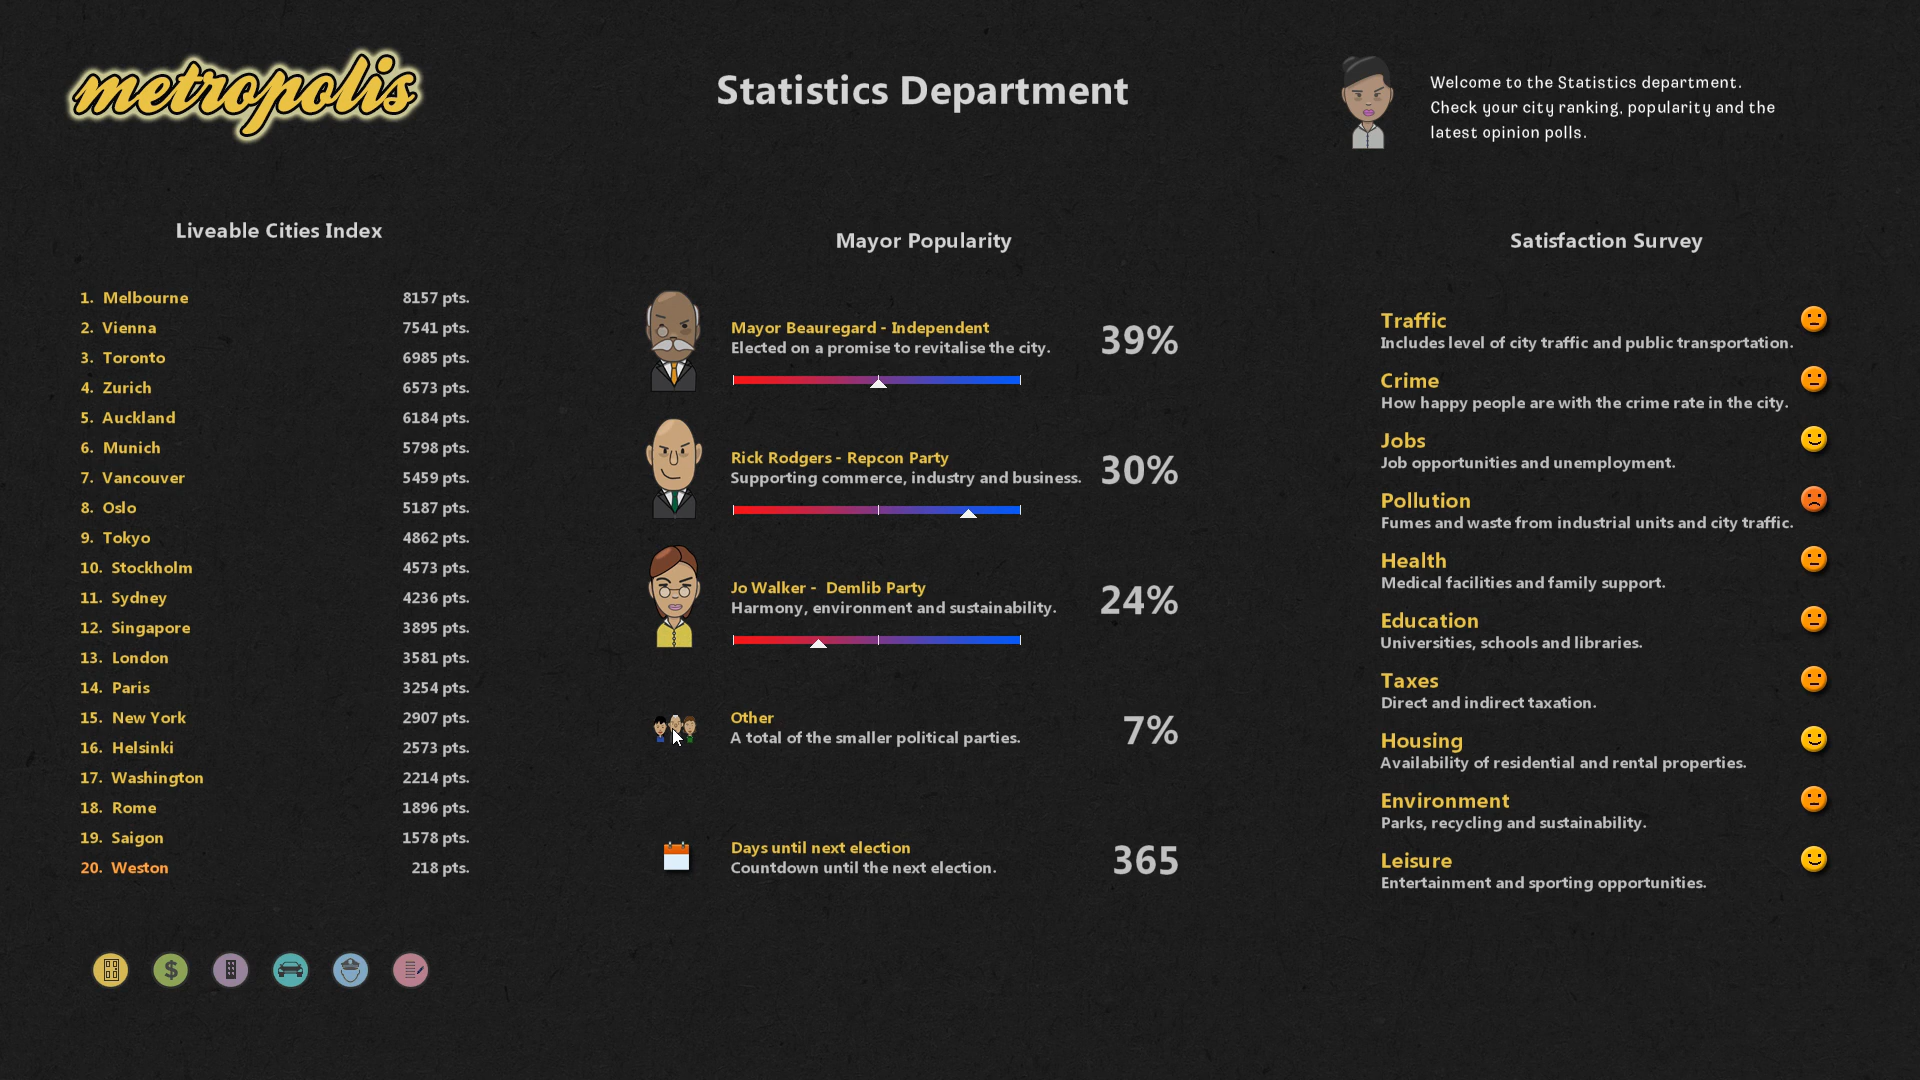 metropolis
Statistics Department
Welcome to the Statistics department.
Check your city ranking, popularity and the
latest opinion polls.
Liveable Cities Index
1. Melbourne 8157 pts.
2. Vienna 7541 pts.
3. Toronto 6985 pts.
4. Zurich 6573 pts.
5. Auckland 6184 pts.
6. Munich 5798 pts.
7. Vancouver 5459 pts.
8. Oslo 5187 pts.
9. Tokyo 4862 pts.
10. Stockholm 4573 pts.
11. Sydney 4236 pts.
12. Singapore 3895 pts.
13. London 3581 pts.
14. Paris 3254 pts.
15. New York 2907 pts.
16. Helsinki 2573 pts.
17. Washington 2214 pts.
18. Rome 1896 pts.
19. Saigon 1578 pts.
20. Weston 218 pts.
Mayor Popularity
Mayor Beauregard - Independent
Elected on a promise to revitalise the city.
39%
Rick Rodgers - Repcon Party
Supporting commerce, industry and business.
30%
Jo Walker - Demlib Party
Harmony, environment and sustainability.
24%
Other
A total of the smaller political parties.
7%
Days until next election
Countdown until the next election.
365
Satisfaction Survey
Traffic
Includes level of city traffic and public transportation.
Crime
How happy people are with the crime rate in the city.
Jobs
Job opportunities and unemployment.
Pollution
Fumes and waste from industrial units and city traffic.
Health
Medical facilities and family support.
Education
Universities, schools and libraries.
Taxes
Direct and indirect taxation.
Housing
Availability of residential and rental properties.
Environment
Parks, recycling and sustainability.
Leisure
Entertainment and sporting opportunities.
$